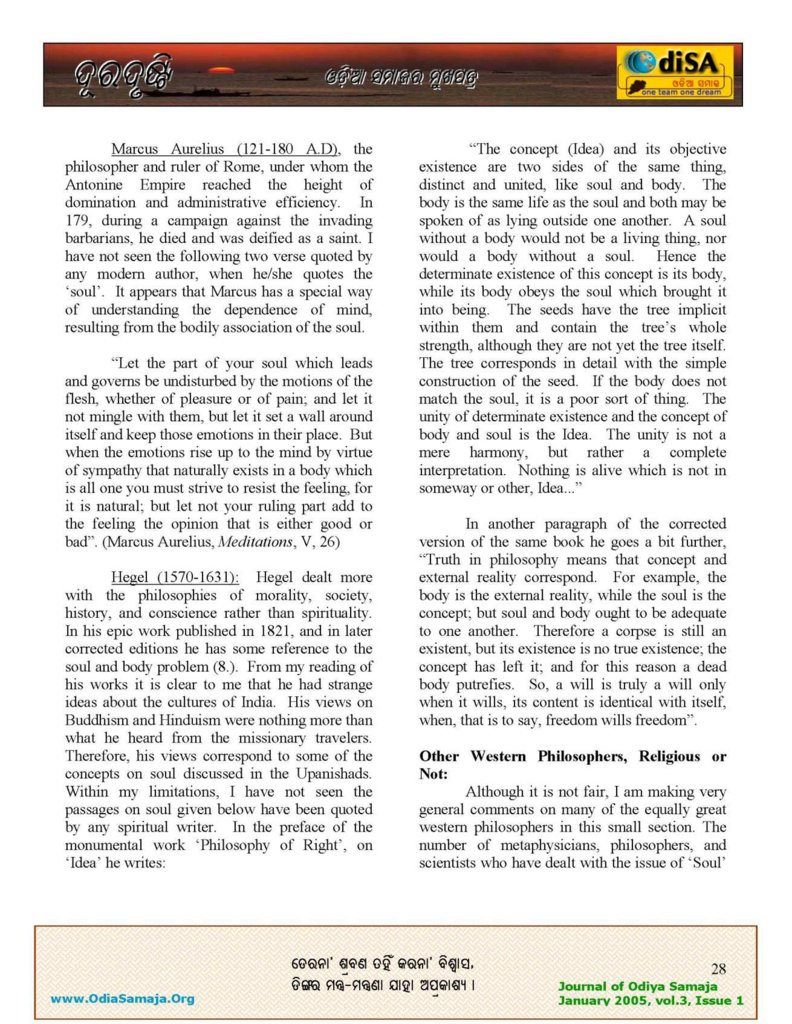 ଦୂରଦୃଷ୍ଟି
ଓଡ଼ିଆ ସମାଜର ମୁଖପତ୍ର
OdiSA
ଓଡ଼ିଆ ସମାଜ
one team one dream
Marcus Aurelius (121-180 A.D), the
philosopher and ruler of Rome, under whom the
Antonine Empire reached the height of
domination and administrative efficiency. In
179, during a campaign against the invading
barbarians, he died and was deified as a saint. I
have not seen the following two verse quoted by
any modern author, when he/she quotes the
‘soul’. It appears that Marcus has a special way
of understanding the dependence of mind,
resulting from the bodily association of the soul.
“Let the part of your soul which leads
and governs be undisturbed by the motions of the
flesh, whether of pleasure or of pain; and let it
not mingle with them, but let it set a wall around
itself and keep those emotions in their place. But
when the emotions rise up to the mind by virtue
of sympathy that naturally exists in a body which
is all one you must strive to resist the feeling, for
it is natural; but let not your ruling part add to
the feeling the opinion that is either good or
bad”. (Marcus Aurelius, Meditations, V, 26)
Hegel (1570-1631): Hegel dealt more
with the philosophies of morality, society,
history, and conscience rather than spirituality.
In his epic work published in 1821, and in later
corrected editions he has some reference to the
soul and body problem (8.). From my reading of
his works it is clear to me that he had strange
ideas about the cultures of India. His views on
Buddhism and Hinduism were nothing more than
what he heard from the missionary travelers.
Therefore, his views correspond to some of the
concepts on soul discussed in the Upanishads.
Within my limitations, I have not seen the
passages on soul given below have been quoted
by any spiritual writer. In the preface of the
monumental work ‘Philosophy of Right’, on
‘Idea’ he writes:
“The concept (Idea) and its objective
existence are two sides of the same thing,
distinct and united, like soul and body. The
body is the same life as the soul and both may be
spoken of as lying outside one another. A soul
without a body would not be a living thing, nor
would a body without a soul. Hence the
determinate existence of this concept is its body,
while its body obeys the soul which brought it
into being. The seeds have the tree implicit
within them and contain the tree’s whole
strength, although they are not yet the tree itself.
The tree corresponds in detail with the simple
construction of the seed. If the body does not
match the soul, it is a poor sort of thing. The
unity of determinate existence and the concept of
body and soul is the Idea. The unity is not a
mere harmony, but rather a complete
interpretation. Nothing is alive which is not in
someway or other, Idea...”
In another paragraph of the corrected
version of the same book he goes a bit further,
“Truth in philosophy means that concept and
external reality correspond. For example, the
body is the external reality, while the soul is the
concept; but soul and body ought to be adequate
to one another. Therefore a corpse is still an
existent, but its existence is no true existence; the
concept has left it; and for this reason a dead
body putrefies. So, a will is truly a will only
when it wills, its content is identical with itself,
when, that is to say, freedom wills freedom”.
Other Western Philosophers, Religious or
Not:
Although it is not fair, I am making very
general comments on many of the equally great
western philosophers in this small section. The
number of metaphysicians, philosophers, and
scientists who have dealt with the issue of ‘Soul’
ଡେରନା' ଶ୍ରବଣ ତହିଁ କରନା' ବିଶ୍ୱାସ,
ଡିଙ୍ଗର ମନ୍ତ୍ର-ମନ୍ତ୍ରଣା ଯାହା ଅପ୍ରକାଶ୍ୟ ।
28
www.OdiaSamaja.Org
Journal of Odiya Samaja
January 2005, vol.3, Issue 1